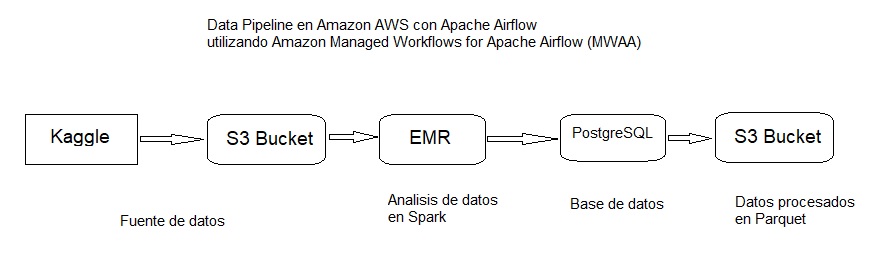 Data Pipeline en Amazon AWS con Apache Airflow
utilizando Amazon Managed Workflows for Apache Airflow (MWAA)
Kaggle
S3 Bucket
EMR
PostgreSQL
S3 Bucket
Fuente de datos
Analisis de datos
en Spark
Base de datos
Datos procesados
en Parquet